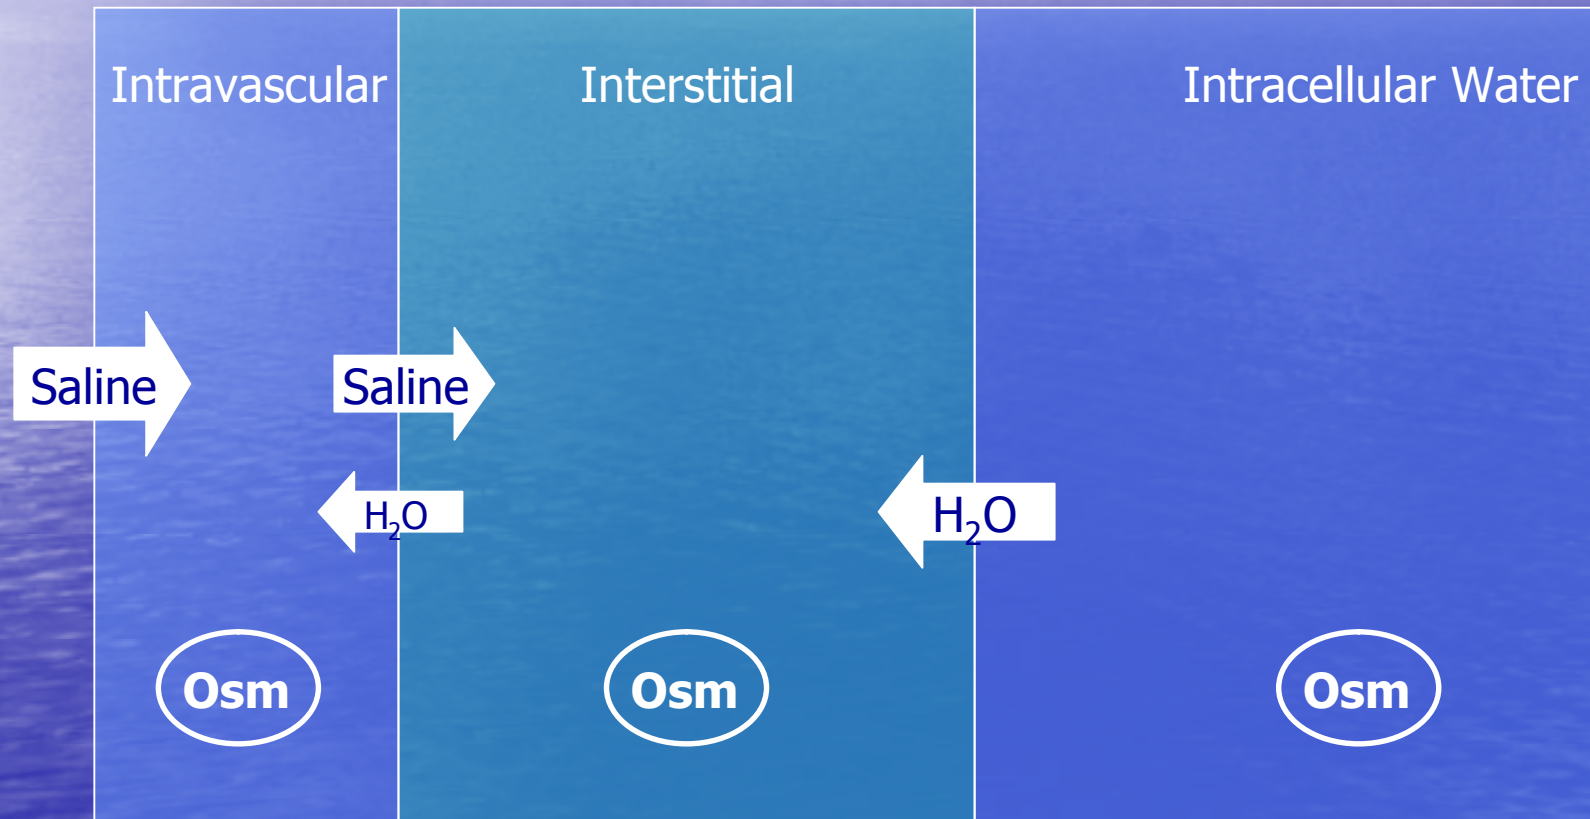 Intravascular
Interstitial
Intracellular Water
Saline
Saline
H₂O
H₂O
Osm
Osm
Osm